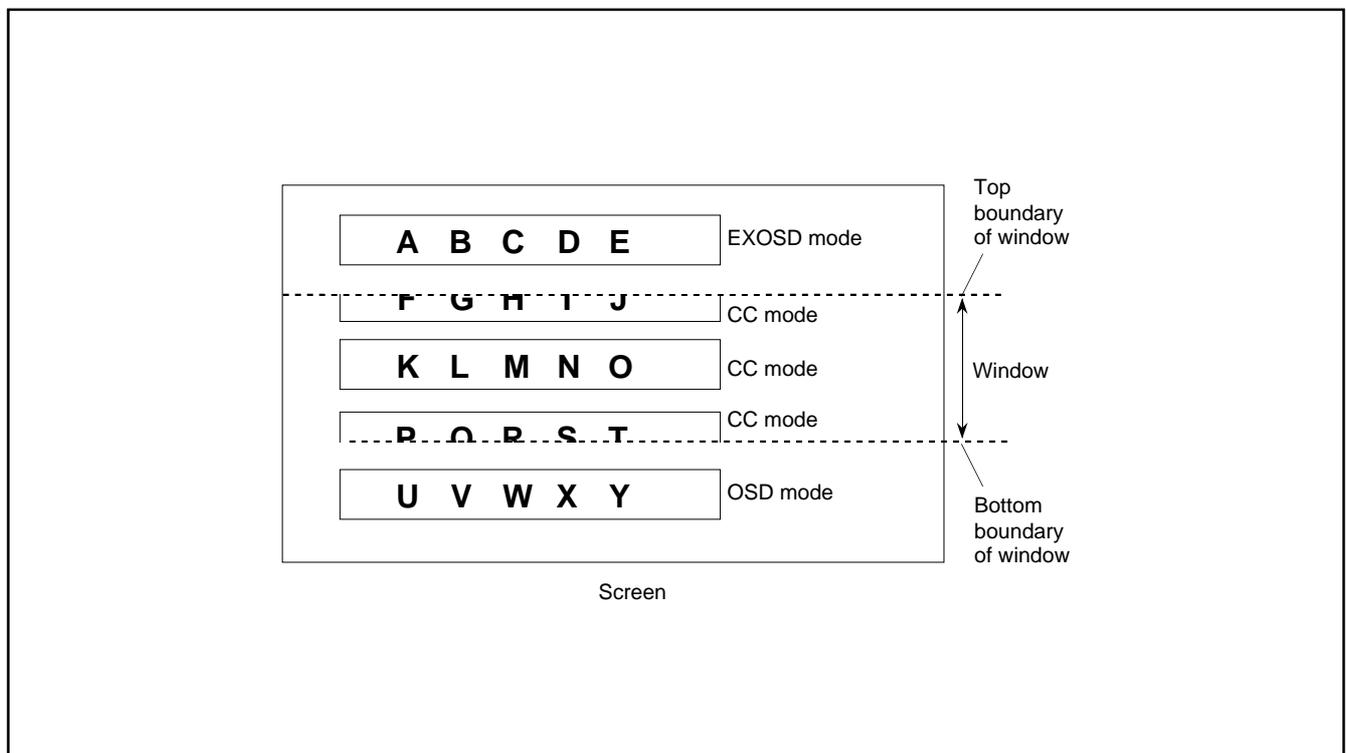 Top
boundary
of window
A B C D E
EXOSD mode
F G H I J
CC mode
K L M N O
CC mode
Window
P Q R S T
CC mode
U V W X Y
OSD mode
Bottom
boundary
of window
Screen